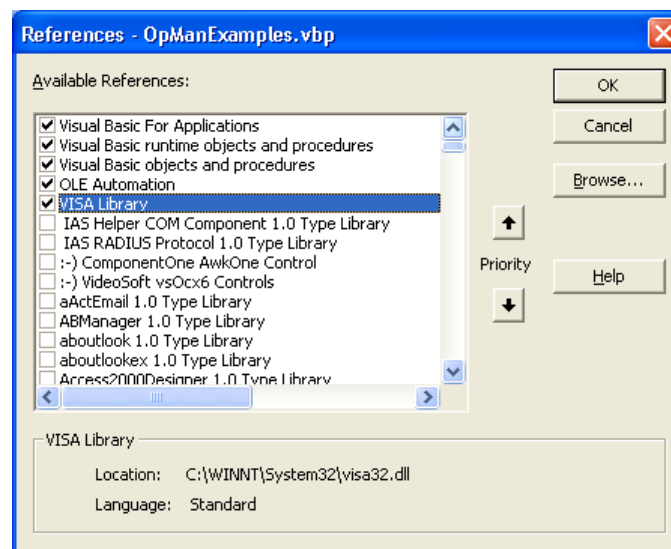 References - OpManExamples.vbp
Available References:
Visual Basic For Applications
Visual Basic runtime objects and procedures
Visual Basic objects and procedures
OLE Automation
VISA Library
IAS Helper COM Component 1.0 Type Library
IAS RADIUS Protocol 1.0 Type Library
:-) ComponentOne AwkOne Control
:-) VideoSoft vsOcx6 Controls
aActEmail 1.0 Type Library
ABManager 1.0 Type Library
aboutlook 1.0 Type Library
aboutlookex 1.0 Type Library
Access2000Designer 1.0 Type Library
OK
Cancel
Browse...
Priority
Help
VISA Library
Location: C:\WINNT\System32\visa32.dll
Language: Standard